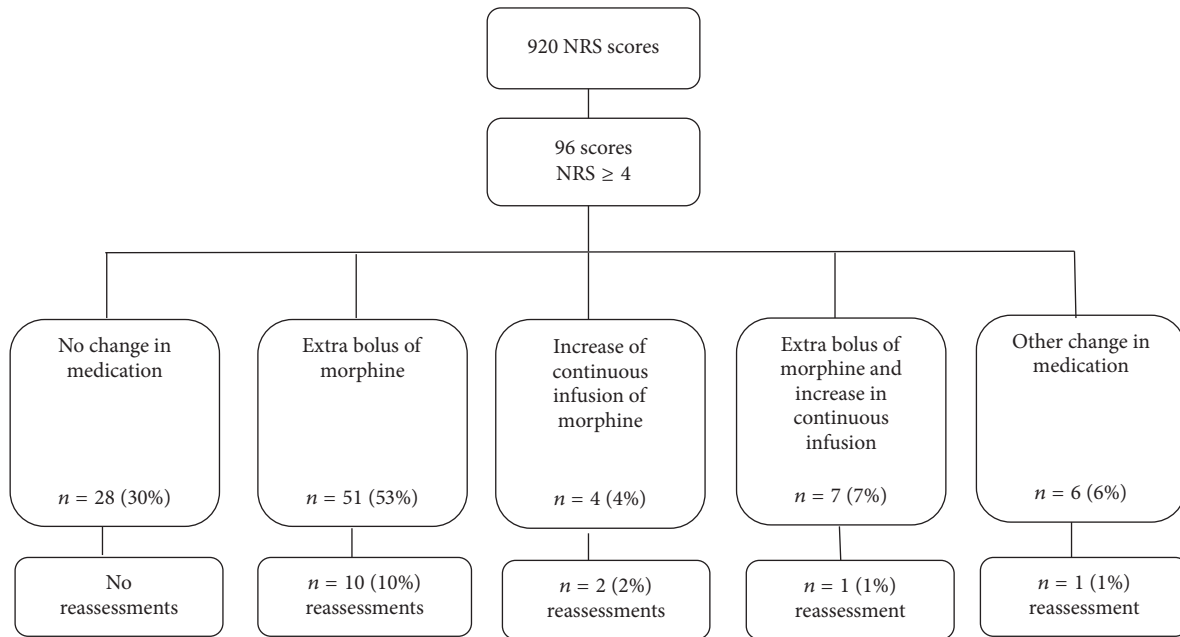 920 NRS scores
96 scores
NRS ≥ 4
No change in
medication
n = 28 (30%)
Extra bolus of
morphine
n = 51 (53%)
Increase of
continuous
infusion of
morphine
n = 4 (4%)
Extra bolus of
morphine and
increase in
continuous
infusion
n = 7 (7%)
Other change in
medication
n = 6 (6%)
No
reassessments
n = 10 (10%)
reassessments
n = 2 (2%)
reassessments
n = 1 (1%)
reassessment
n = 1 (1%)
reassessment